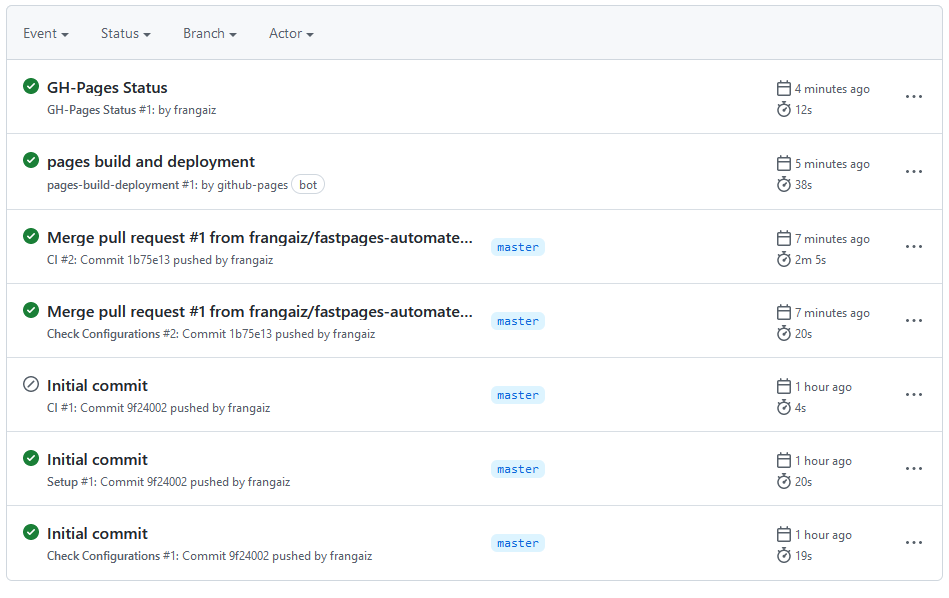 Event Status Branch Actor
GH-Pages Status
4 minutes ago
GH-Pages Status #1: by frangaiz
12s
pages build and deployment
5 minutes ago
pages-build-deployment #1: by github-pages bot
38s
Merge pull request #1 from frangaiz/fastpages-automate...
master
7 minutes ago
CI #2: Commit 1b75e13 pushed by frangaiz
2m 5s
Merge pull request #1 from frangaiz/fastpages-automate...
master
7 minutes ago
Check Configurations #2: Commit 1b75e13 pushed by frangaiz
20s
Initial commit
master
1 hour ago
CI #1: Commit 9f24002 pushed by frangaiz
4s
Initial commit
master
1 hour ago
Setup #1: Commit 9f24002 pushed by frangaiz
20s
Initial commit
master
1 hour ago
Check Configurations #1: Commit 9f24002 pushed by frangaiz
19s